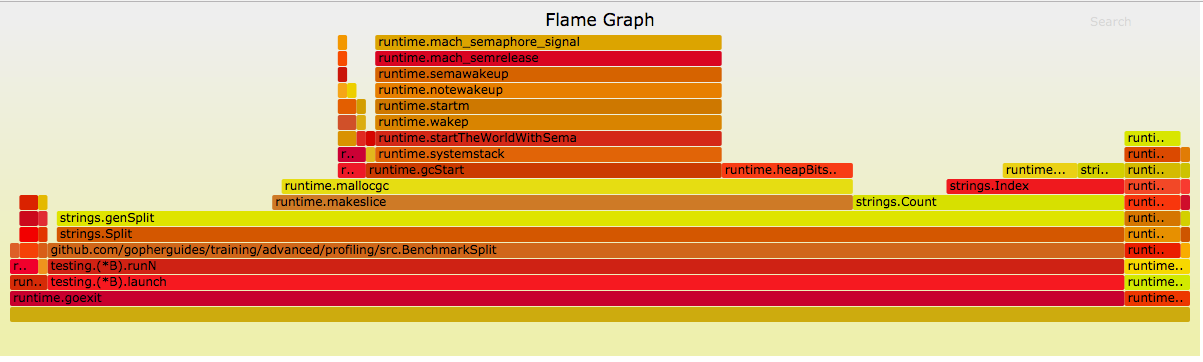 Flame Graph
Search
runtime.mach_semaphore_signal
runtime.mach_semrelease
runtime.semawakeup
runtime.notewakeup
runtime.startm
runtime.wakep
runtime.startTheWorldWithSema runti..
r.. runtime.systemstack runti..
r.. runtime.gcStart runtime.heapBits.. runtime... stri.. runti..
runtime.mallocgc strings.Index runti..
runtime.makeslice strings.Count runti..
strings.genSplit runti..
strings.Split runti..
github.com/gopherguides/training/advanced/profiling/src.BenchmarkSplit runti..
r.. testing.(*B).runN runtime..
run.. testing.(*B).launch runtime..
runtime.goexit runtime..